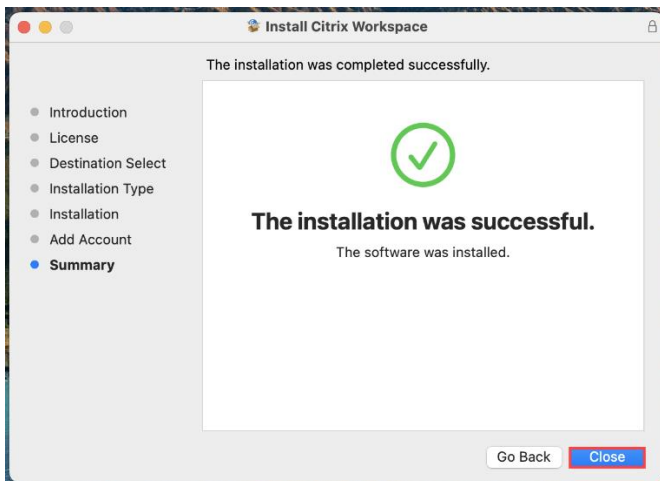 Install Citrix Workspace
The installation was completed successfully.
Introduction
License
Destination Select
Installation Type
Installation
Add Account
Summary
The installation was successful.
The software was installed.
Go Back
Close